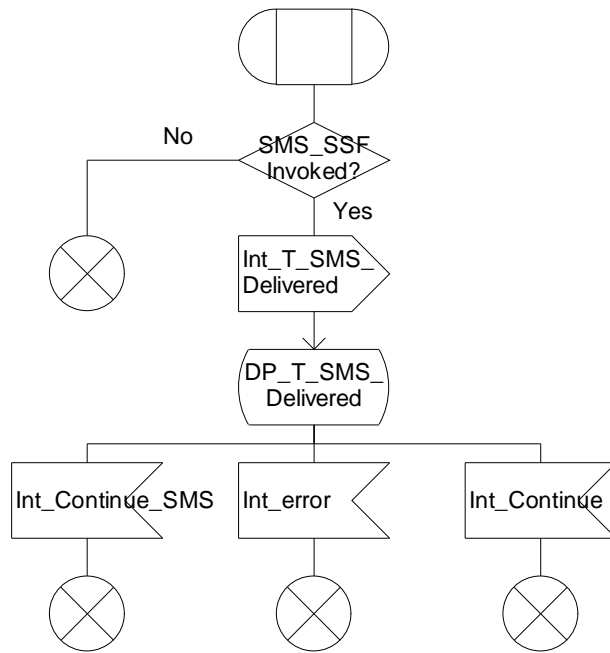 No
SMS_SSF
Invoked?
Yes
Int_T_SMS_
Delivered
DP_T_SMS_
Delivered
Int_Continue_SMS
Int_error
Int_Continue